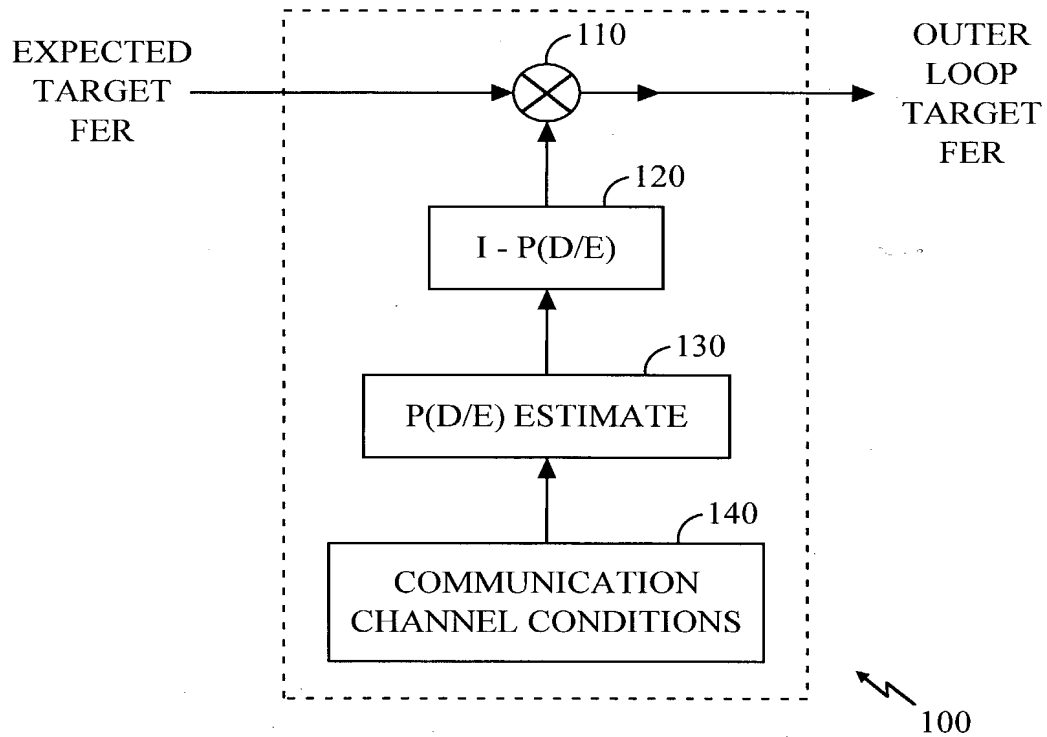 110
EXPECTED
TARGET
FER
OUTER
LOOP
TARGET
FER
120
I - P(D/E)
130
P(D/E) ESTIMATE
140
COMMUNICATION
CHANNEL CONDITIONS
100